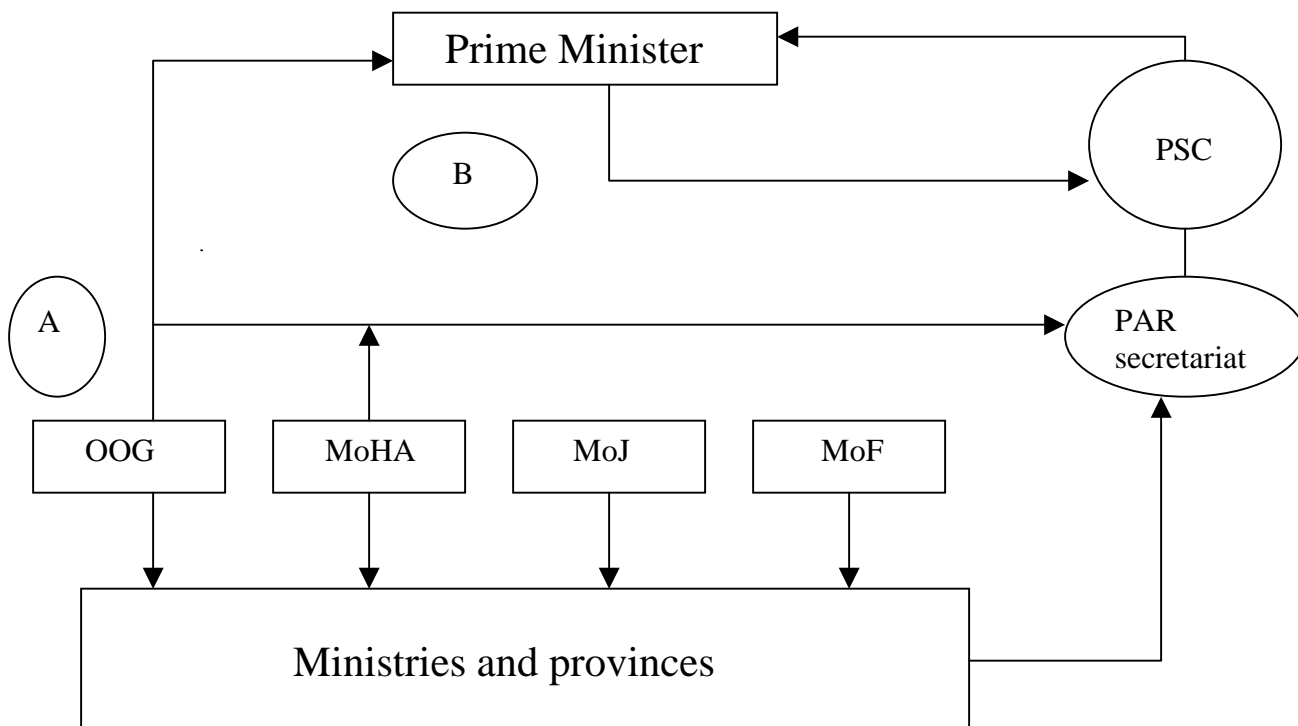 Prime Minister
PSC
B
A
PAR
secretariat
OOG
MoHA
MoJ
MoF
Ministries and provinces